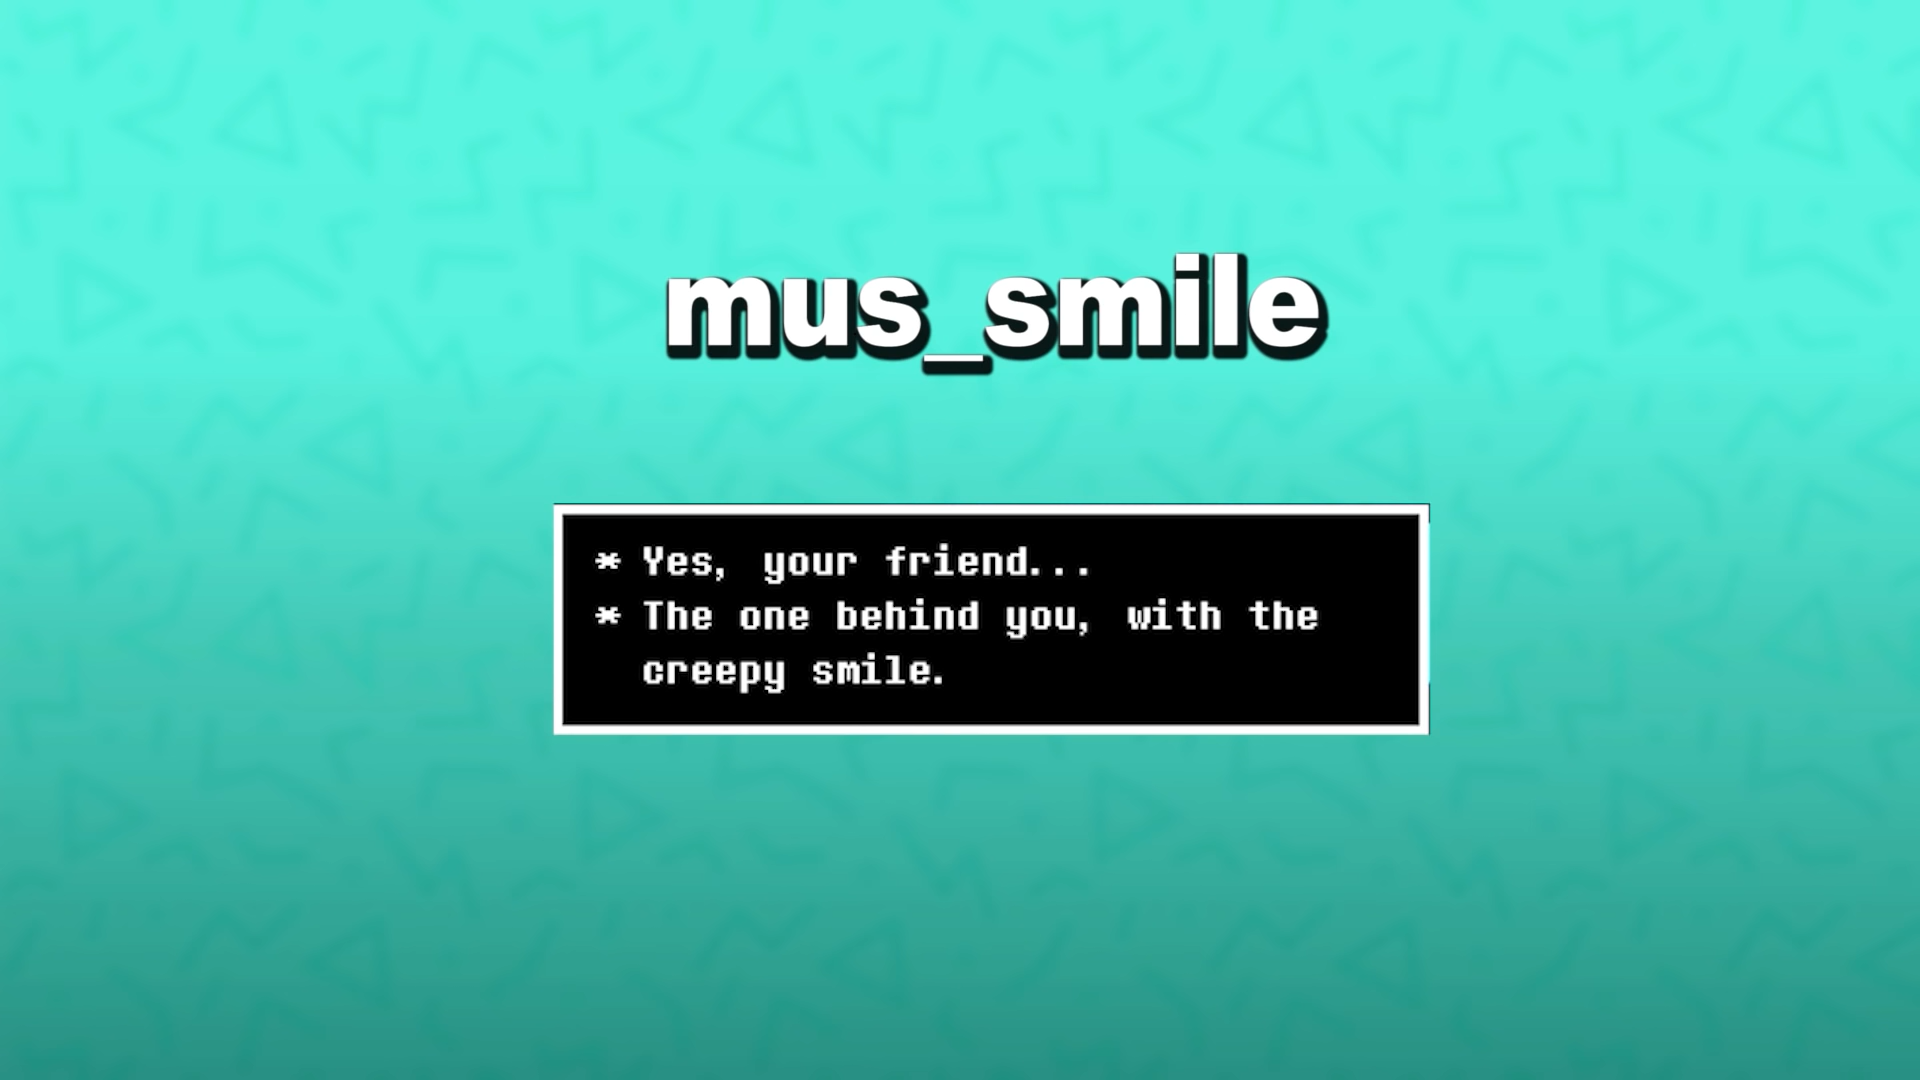 mus_smile
* Yes, your friend...
* The one behind you, with the
creepy smile.